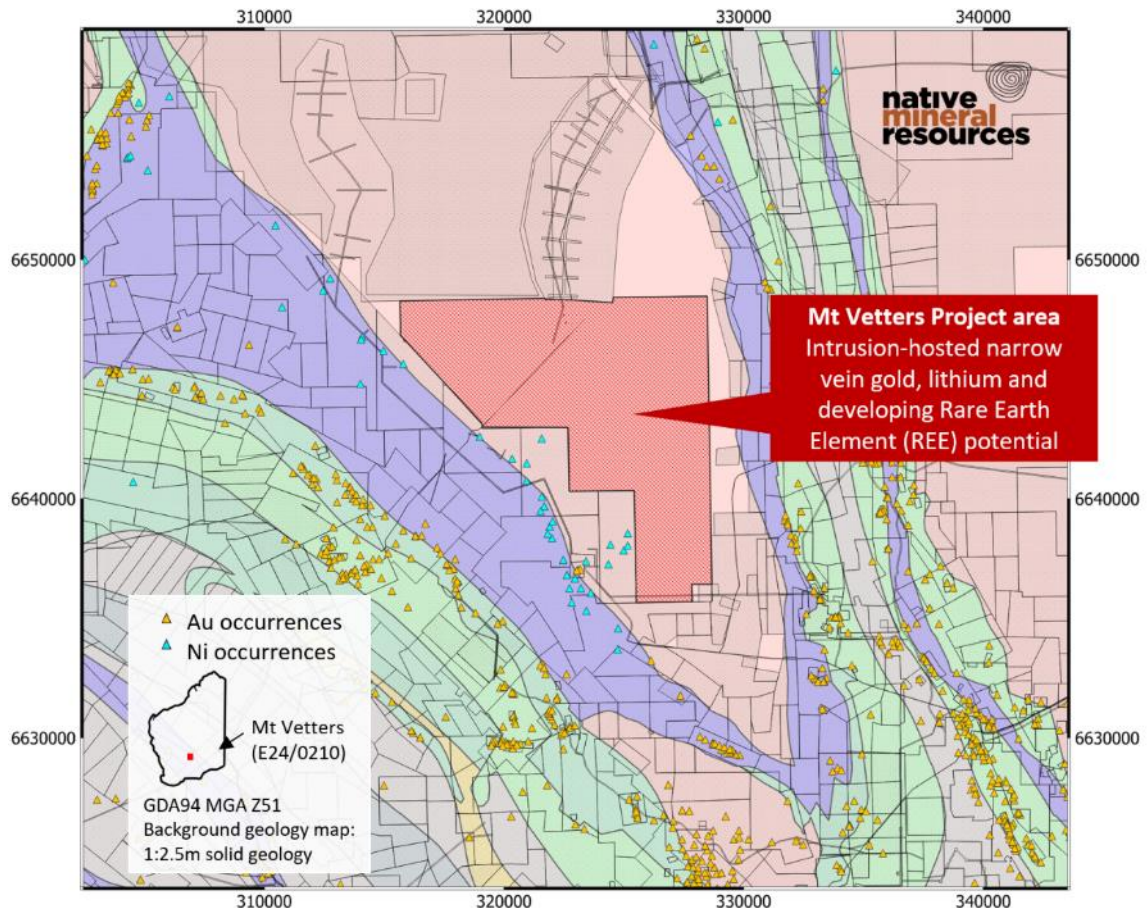 310000
320000
330000
340000
native
mineral
resources
6650000
6650000
Mt Vetters Project area
Intrusion-hosted narrow
vein gold, lithium and
developing Rare Earth
Element (REE) potential
6640000
6640000
Au occurrences
Ni occurrences
Mt Vetters
(E24/0210)
GDA94 MGA Z51
Background geology map:
1:2.5m solid geology
6630000
6630000
310000
320000
330000
340000